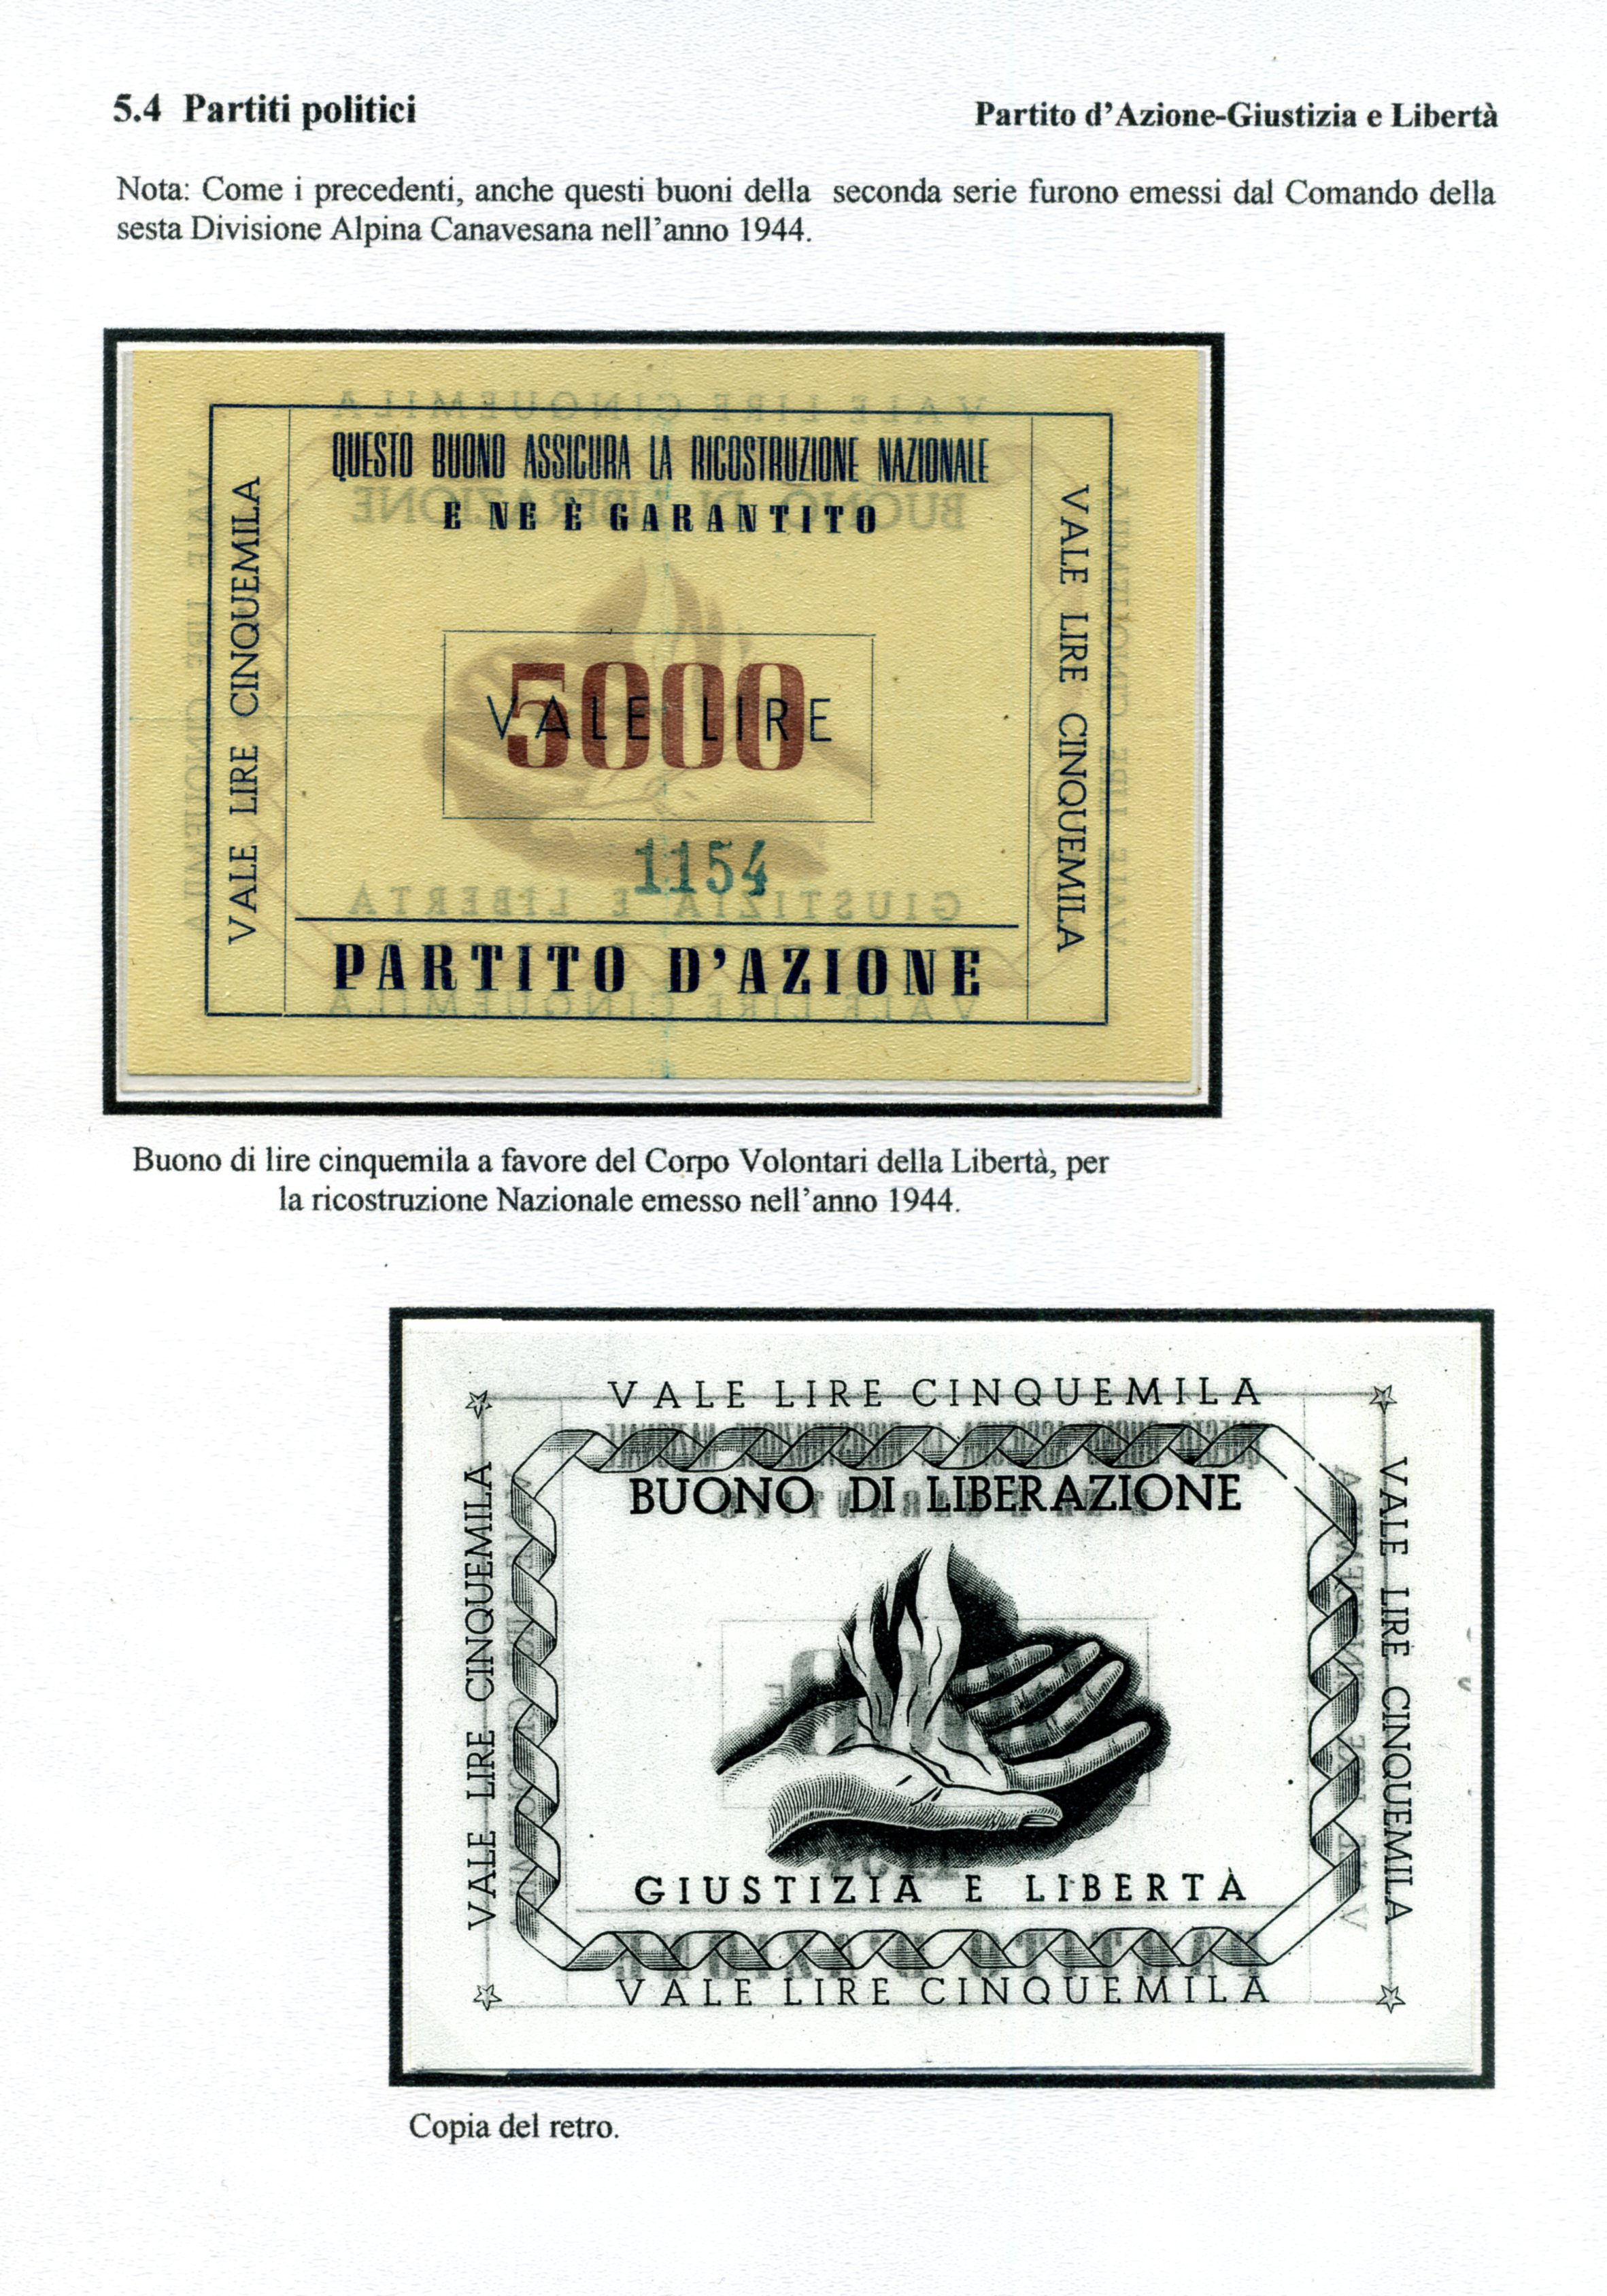 5.4 Partiti politici
Partito d'Azione-Giustizia e Libertà
Nota: Come i precedenti, anche questi buoni della seconda serie furono emessi dal Comando della
sesta Divisione Alpina Canavesana nell'anno 1944.
VALE LIRE CINQUEMILA
QUESTO BUONO ASSICURA LA RICOSTRUZIONE NAZIONALE
E NE È GARANTITO
5000
VALE LIRE
1154
PARTITO D'AZIONE
VALE LIRE CINQUEMILA
Buono di lire cinquemila a favore del Corpo Volontari della Libertà, per
la ricostruzione Nazionale emesso nell'anno 1944.
VALE LIRE CINQUEMILA
VALE LIRE CINQUEMILA
BUONO DI LIBERAZIONE
GIUSTIZIA E LIBERTÀ
VALE LIRE CINQUEMILA
VALE LIRE CINQUEMILA
Copia del retro.